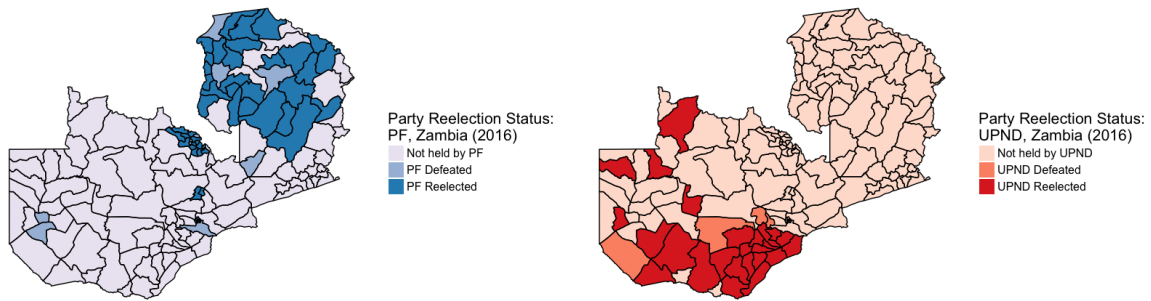 Party Reelection Status:
PF, Zambia (2016)
Not held by PF
PF Defeated
PF Reelected
Party Reelection Status:
UPND, Zambia (2016)
Not held by UPND
UPND Defeated
UPND Reelected